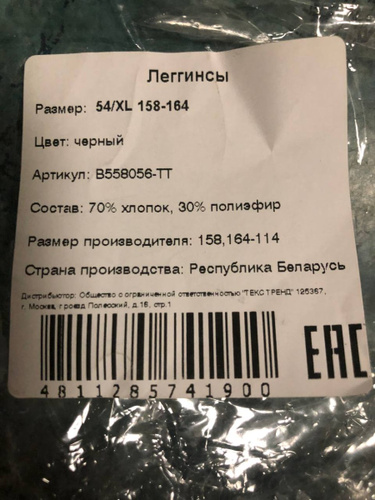 Леггинсы
Размер: 54/XL 158-164
Цвет: черный
Артикул: B558056-TT
Состав: 70% хлопок, 30% полиэфир
Размер производителя: 158,164-114
Страна производства: Республика Беларусь
Дистрибьютор: Общество с ограниченной ответственностью "ТЕКСТРЕНД" 125367,
г. Москва, проезд Полесский, д.16, стр.1
EAC
4811285741900